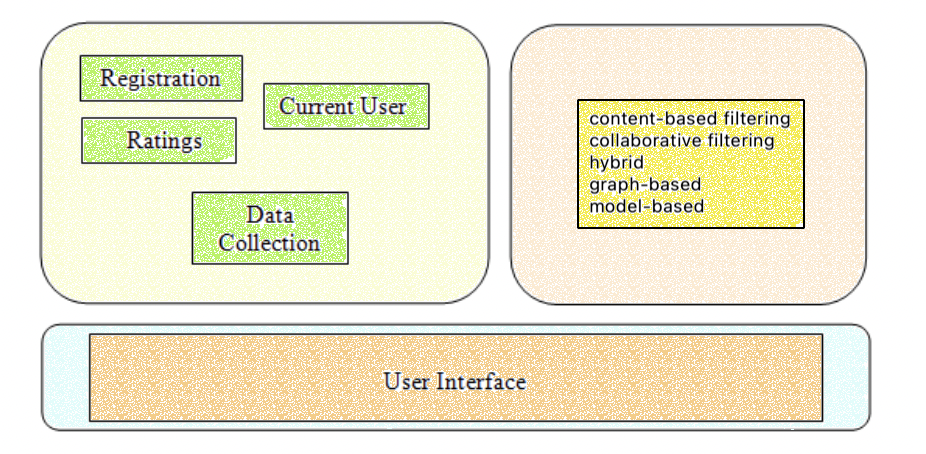 Registration
Current User
Ratings
Data
Collection
content-based filtering
collaborative filtering
hybrid
graph-based
model-based
User Interface